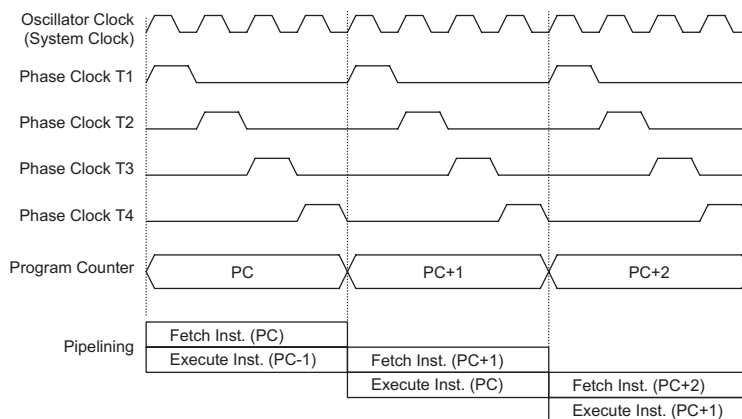 Oscillator Clock
(System Clock)
Phase Clock T1
Phase Clock T2
Phase Clock T3
Phase Clock T4
Program Counter
PC
PC+1
PC+2
Pipelining
Fetch Inst. (PC)
Execute Inst. (PC-1)
Fetch Inst. (PC+1)
Execute Inst. (PC)
Fetch Inst. (PC+2)
Execute Inst. (PC+1)